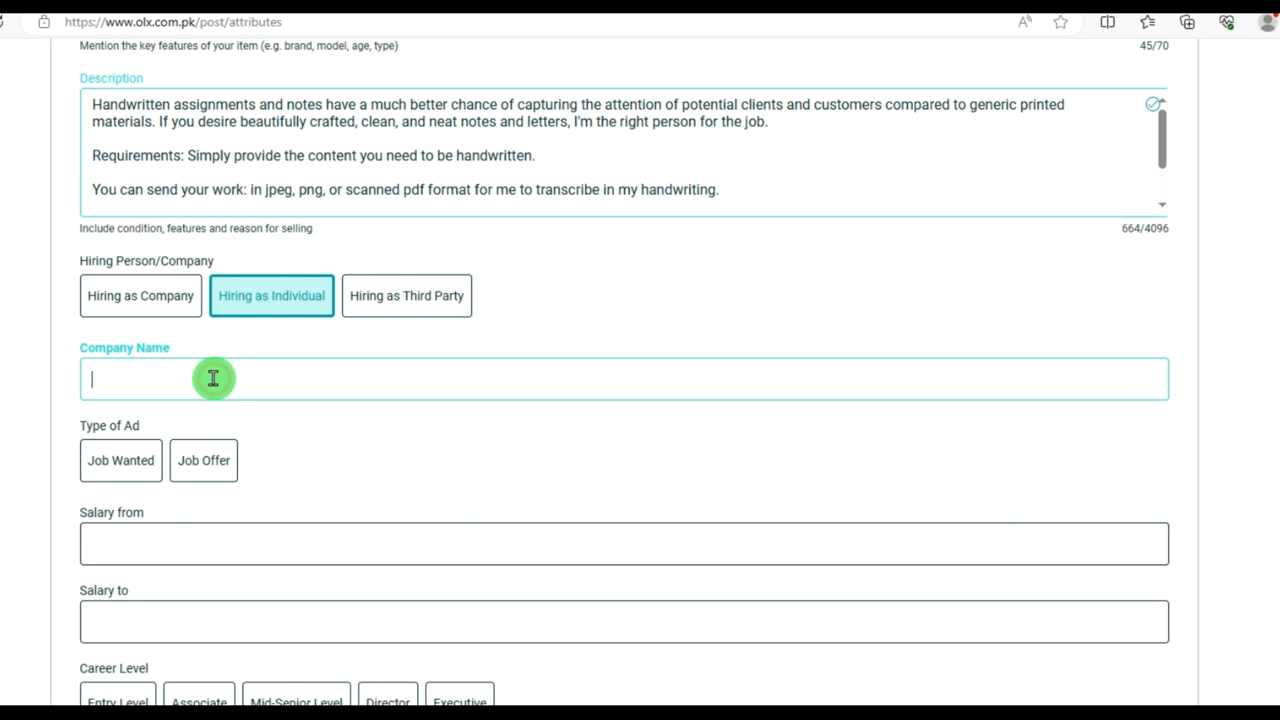 https://www.olx.com.pk/post/attributes
Mention the key features of your item (e.g. brand, model, age, type)
45/70
Description
Handwritten assignments and notes have a much better chance of capturing the attention of potential clients and customers compared to generic printed
materials. If you desire beautifully crafted, clean, and neat notes and letters, I'm the right person for the job.
Requirements: Simply provide the content you need to be handwritten.
You can send your work: in jpeg, png, or scanned pdf format for me to transcribe in my handwriting.
Include condition, features and reason for selling
664/4096
Hiring Person/Company
Hiring as Company
Hiring as Individual
Hiring as Third Party
Company Name
Type of Ad
Job Wanted
Job Offer
Salary from
Salary to
Career Level
Entry Level
Associate
Mid-Senior Level
Director
Executive